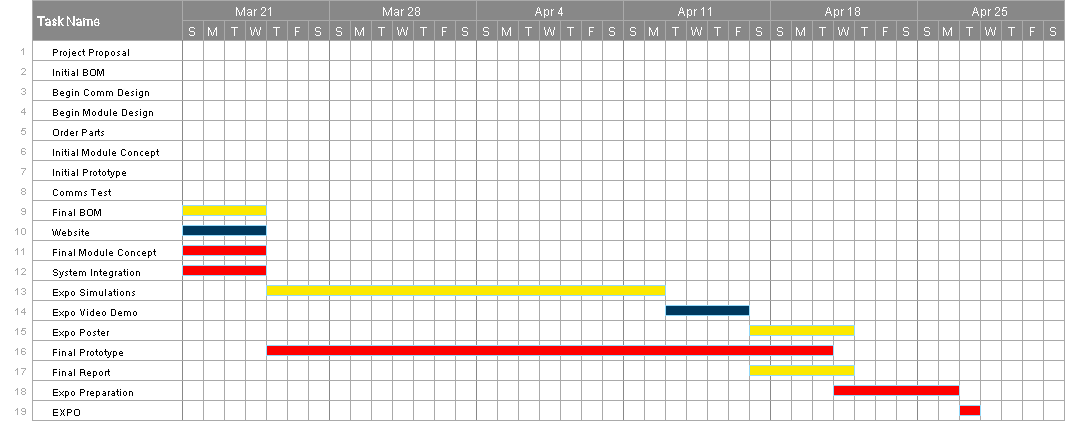 Task Name Mar 21 Mar 28 Apr 4 Apr 11 Apr 18 Apr 25
S M T W T F S S M T W T F S S M T W T F S S M T W T F S S M T W T F S S M T W T F S
1 Project Proposal
2 Initial BOM
3 Begin Comm Design
4 Begin Module Design
5 Order Parts
6 Initial Module Concept
7 Initial Prototype
8 Comms Test
9 Final BOM
10 Website
11 Final Module Concept
12 System Integration
13 Expo Simulations
14 Expo Video Demo
15 Expo Poster
16 Final Prototype
17 Final Report
18 Expo Preparation
19 EXPO